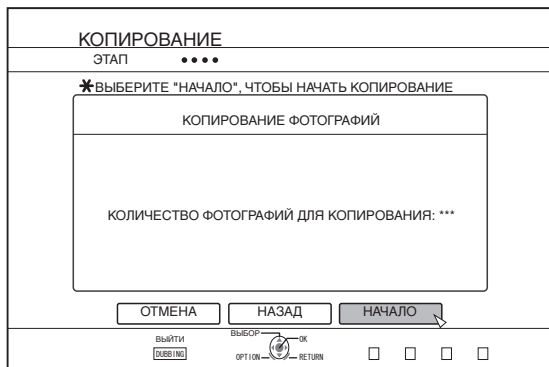 КОПИРОВАНИЕ
ЭТАП ●●●●
✱ВЫБЕРИТЕ "НАЧАЛО", ЧТОБЫ НАЧАТЬ КОПИРОВАНИЕ
КОПИРОВАНИЕ ФОТОГРАФИЙ
КОЛИЧЕСТВО ФОТОГРАФИЙ ДЛЯ КОПИРОВАНИЯ: ***
ОТМЕНА НАЗАД НАЧАЛО
ВЫЙТИ
DUBBING
ВЫБОР OK
OPTION RETURN